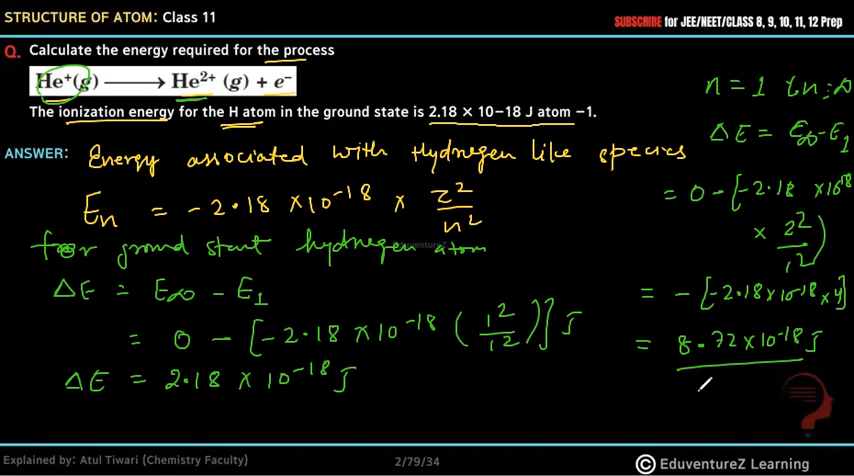 STRUCTURE OF ATOM: Class 11
SUBSCRIBE for JEE/NEET/CLASS 8, 9, 10, 11, 12 Prep
Q. Calculate the energy required for the process
He⁺(g) ⟶ He²⁺ (g) + e⁻
The ionization energy for the H atom in the ground state is 2.18 × 10−18 J atom −1.
ANSWER: Energy associated with Hydrogen like species
En = -2.18 × 10⁻¹⁸ × z²/n²
For ground start hydrogen atom
ΔE = E∞ - E₁
= 0 - [-2.18 × 10⁻¹⁸ (1²/1²)] J
ΔE = 2.18 × 10⁻¹⁸ J
n = 1 to n = ∞
ΔE = E∞ - E₁
= 0 - [-2.18 × 10⁻¹⁸
× 2²/1²)
= - [-2.18 × 10⁻¹⁸ × 4]
= 8.72 × 10⁻¹⁸ J
Explained by: Atul Tiwari (Chemistry Faculty)
2/79/34
© EduventureZ Learning